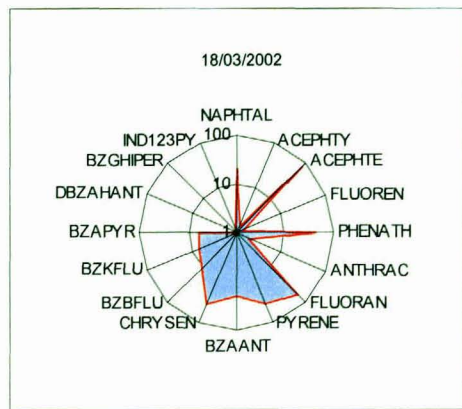 18/03/2002
NAPHTAL
IND123PY
100
ACEPHTY
BZGHIPER
ACEPHTE
DBZAHANT
10
FLUOREN
BZAPYR
1
PHENATH
BZKFLU
ANTHRAC
BZBFLU
FLUORAN
CHRYSEN
PYRENE
BZAANT